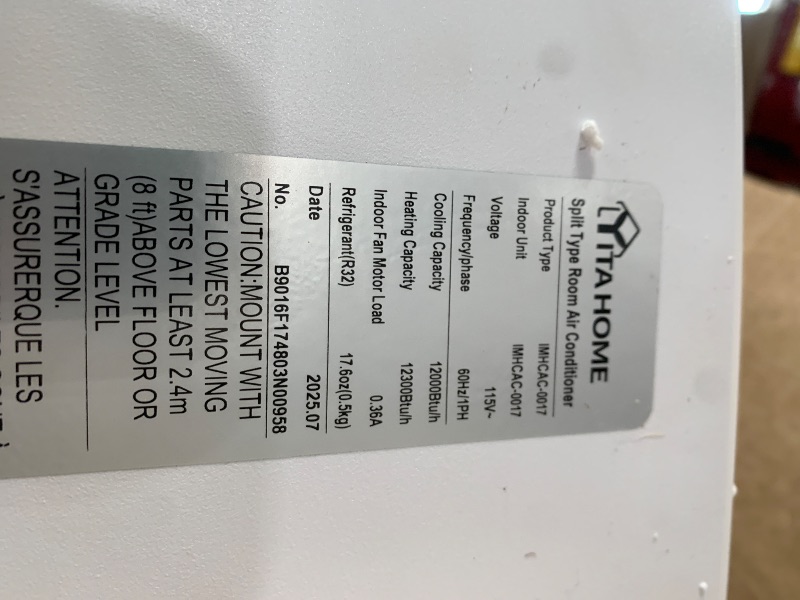 YITAHOME
Split Type Room Air Conditioner
Product Type IMHCAC-0017
Indoor Unit IMHCAC-0017
Voltage 115V~
Frequency/phase 60Hz/1PH
Cooling Capacity 12000Btu/h
Heating Capacity 12300Btu/h
Indoor Fan Motor Load 0.36A
Refrigerant(R32) 17.6oz(0.5kg)
Date 2025.07
No. B9016F174803N00958
CAUTION:MOUNT WITH
THE LOWEST MOVING
PARTS AT LEAST 2.4m
(8 ft)ABOVE FLOOR OR
GRADE LEVEL
ATTENTION.
S'ASSURERQUE LES